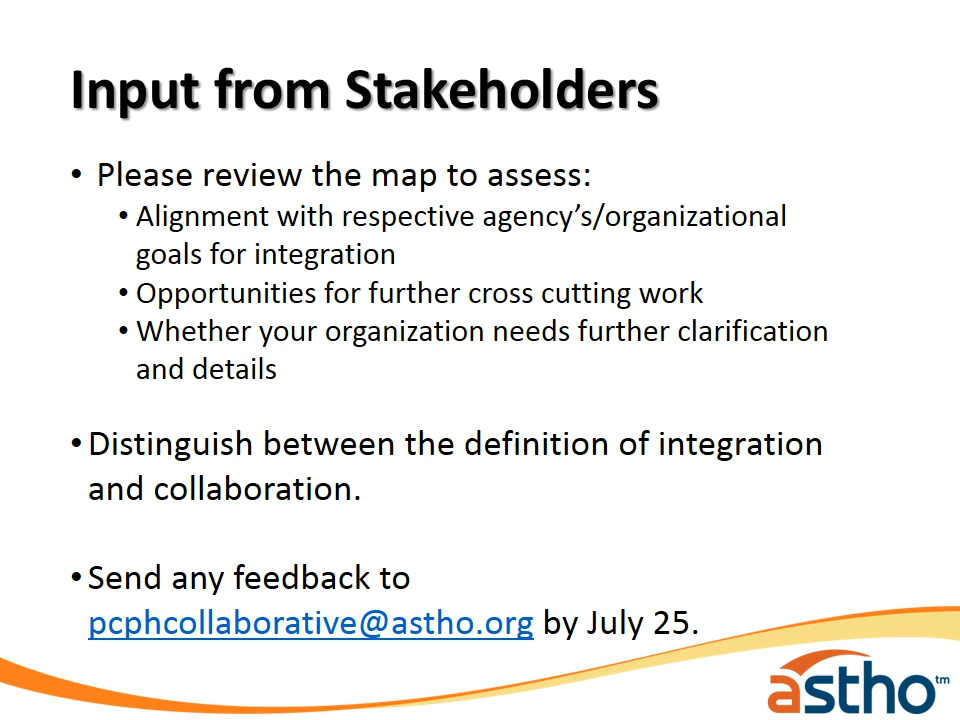 Input from Stakeholders
• Please review the map to assess:
• Alignment with respective agency’s/organizational
goals for integration
• Opportunities for further cross cutting work
• Whether your organization needs further clarification
and details
• Distinguish between the definition of integration
and collaboration.
• Send any feedback to
pcphcollaborative@astho.org by July 25.
astho™